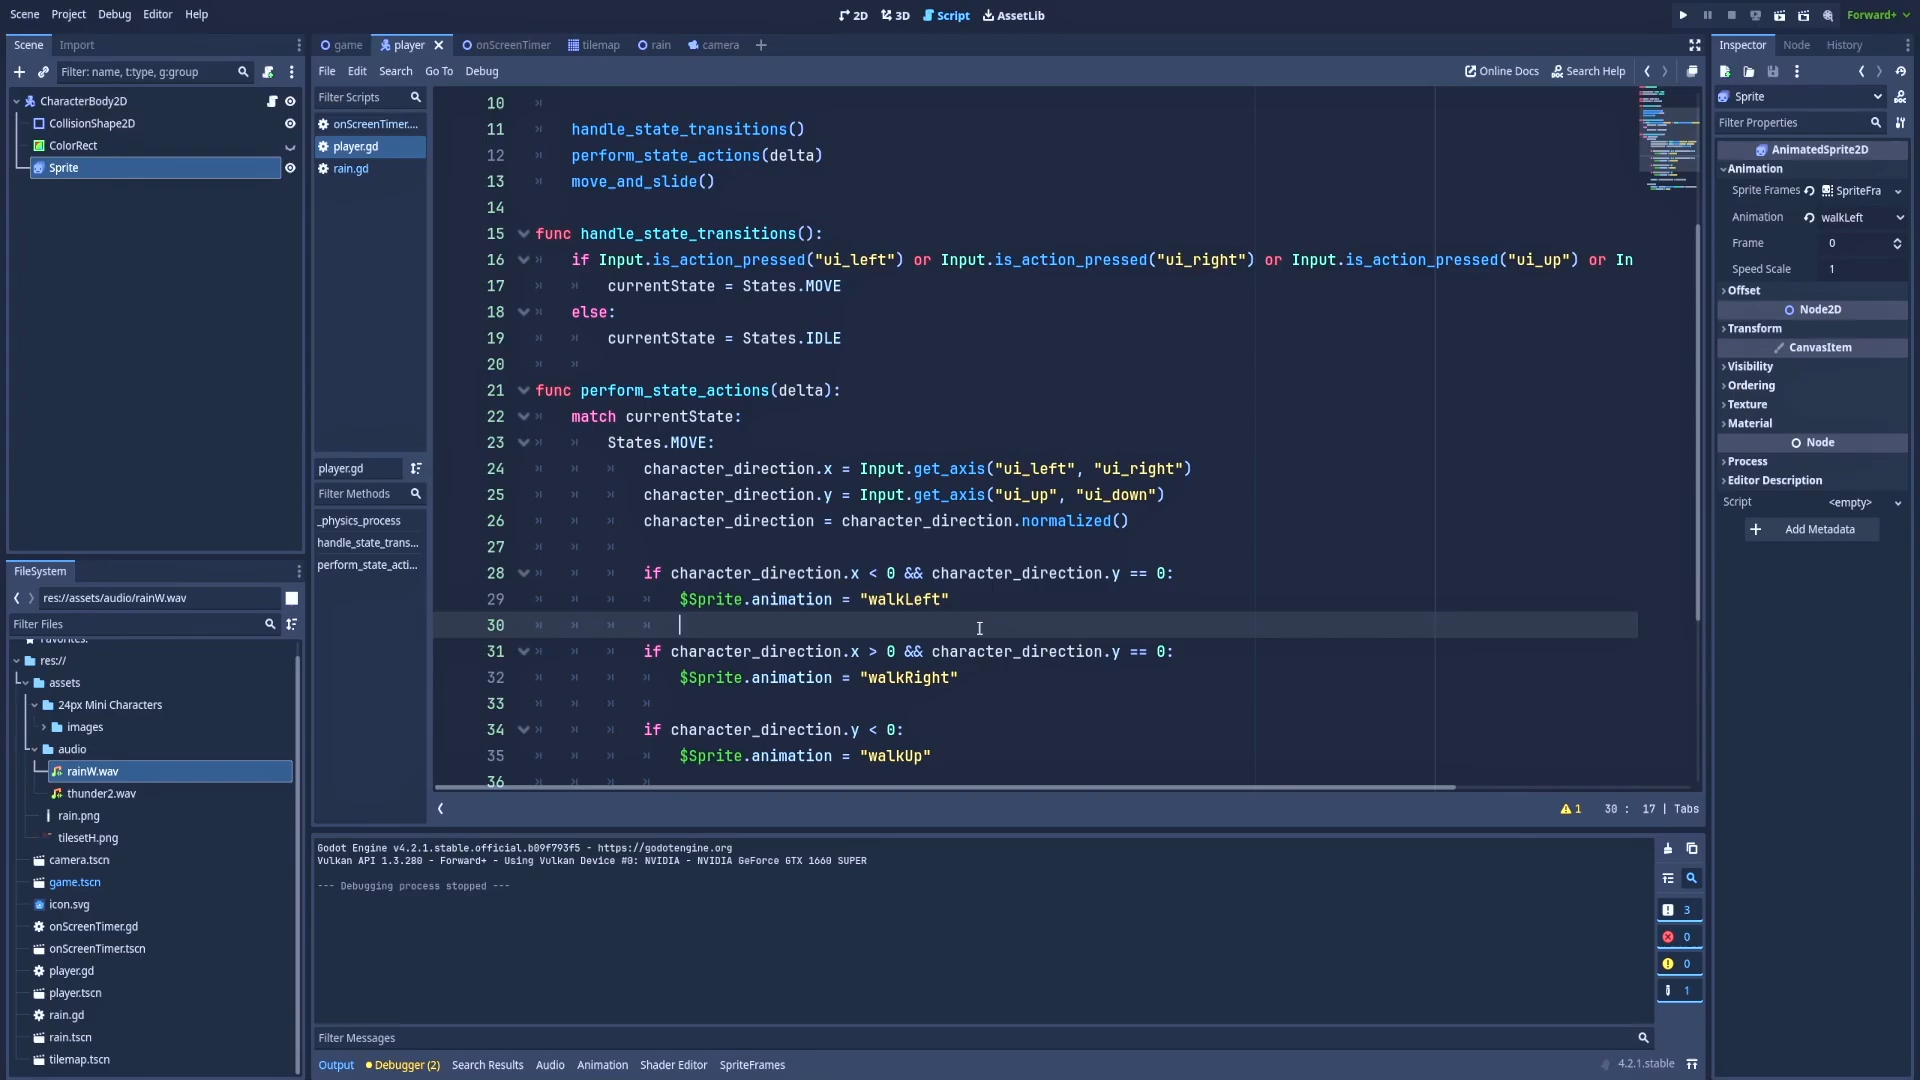 Scene Project Debug Editor Help
2D 3D Script AssetLib
Forward+
Scene Import
Filter: name, t:type, g:group
CharacterBody2D
CollisionShape2D
ColorRect
Sprite
FileSystem
res://assets/audio/rainW.wav
Filter Files
res://
assets
24px Mini Characters
images
audio
rainW.wav
thunder2.wav
rain.png
tilesetH.png
camera.tscn
game.tscn
icon.svg
onScreenTimer.gd
onScreenTimer.tscn
player.gd
player.tscn
rain.gd
rain.tscn
tilemap.tscn
game player onScreenTimer tilemap rain camera
File Edit Search Go To Debug
Online Docs Search Help
Filter Scripts
onScreenTimer....
player.gd
rain.gd
player.gd
Filter Methods
_physics_process
handle_state_trans...
perform_state_acti...
10
11 handle_state_transitions()
12 perform_state_actions(delta)
13 move_and_slide()
14
15 func handle_state_transitions():
16 if Input.is_action_pressed("ui_left") or Input.is_action_pressed("ui_right") or Input.is_action_pressed("ui_up") or In
17 currentState = States.MOVE
18 else:
19 currentState = States.IDLE
20
21 func perform_state_actions(delta):
22 match currentState:
23 States.MOVE:
24 character_direction.x = Input.get_axis("ui_left", "ui_right")
25 character_direction.y = Input.get_axis("ui_up", "ui_down")
26 character_direction = character_direction.normalized()
27
28 if character_direction.x < 0 && character_direction.y == 0:
29 $Sprite.animation = "walkLeft"
30
31 if character_direction.x > 0 && character_direction.y == 0:
32 $Sprite.animation = "walkRight"
33
34 if character_direction.y < 0:
35 $Sprite.animation = "walkUp"
36
1 30 : 17 | Tabs
Godot Engine v4.2.1.stable.official.b09f793f5 - https://godotengine.org
Vulkan API 1.3.280 - Forward+ - Using Vulkan Device #0: NVIDIA - NVIDIA GeForce GTX 1660 SUPER
--- Debugging process stopped ---
3
0
0
1
Filter Messages
Output Debugger (2) Search Results Audio Animation Shader Editor SpriteFrames
4.2.1.stable
Inspector Node History
Sprite
Filter Properties
AnimatedSprite2D
Animation
Sprite Frames SpriteFra
Animation walkLeft
Frame 0
Speed Scale 1
Offset
Node2D
Transform
CanvasItem
Visibility
Ordering
Texture
Material
Node
Process
Editor Description
Script <empty>
Add Metadata